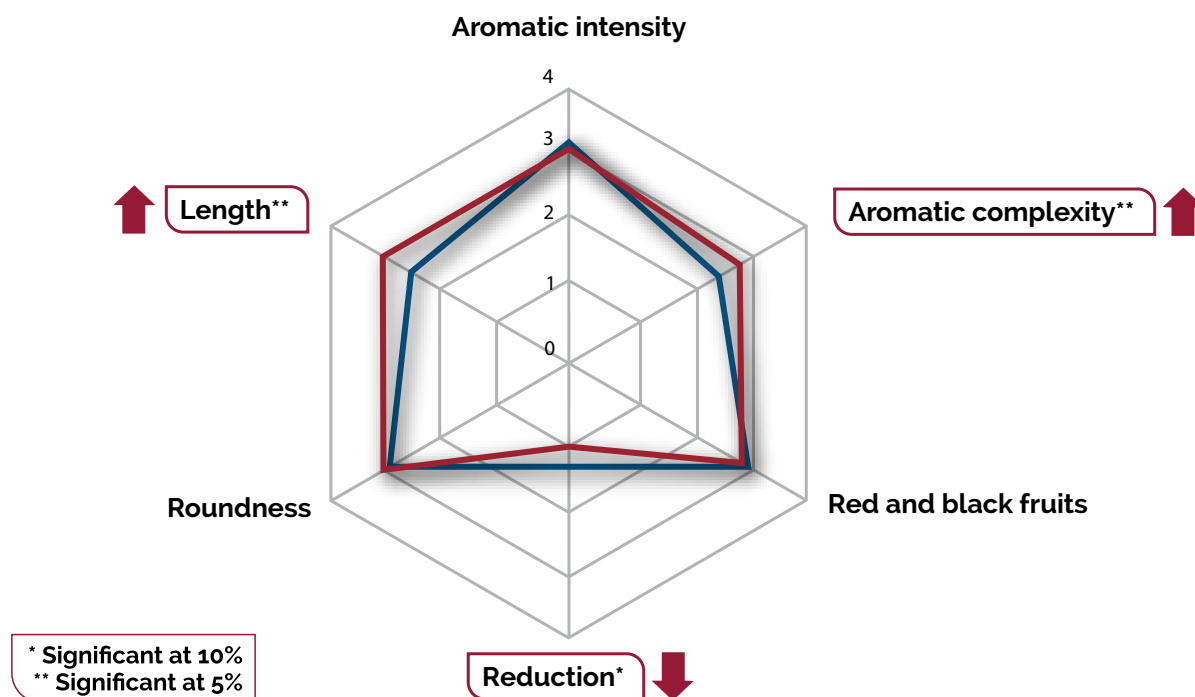 Aromatic intensity
4
3
2
1
0
Length**
Aromatic complexity**
Roundness
Red and black fruits
Reduction*
* Significant at 10%
** Significant at 5%